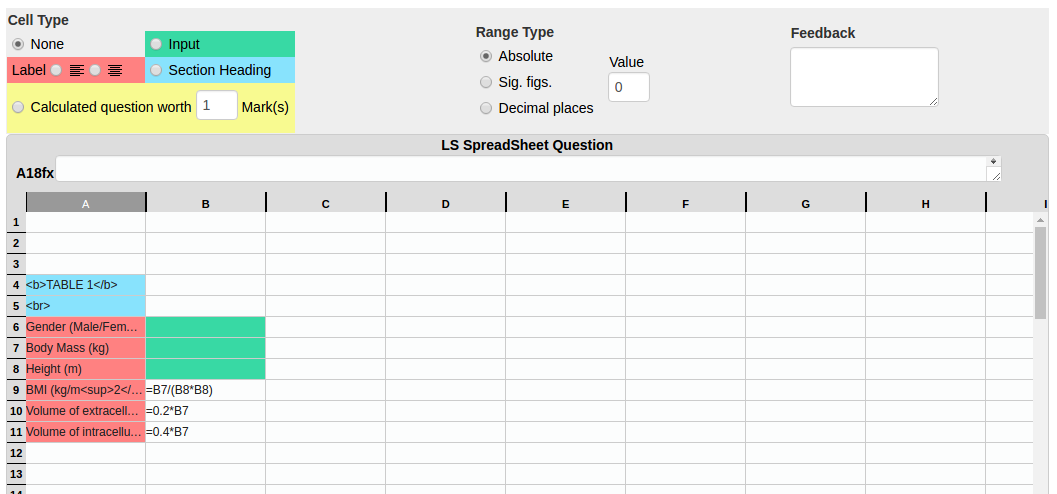 Cell Type
None
Input
Label
Section Heading
Calculated question worth 1 Mark(s)
Range Type
Absolute
Sig. figs.
Decimal places
Value
0
Feedback
LS SpreadSheet Question
A18fx
A B C D E F G H I
1
2
3
4 <b>TABLE 1</b>
5 <br>
6 Gender (Male/Fem...
7 Body Mass (kg)
8 Height (m)
9 BMI (kg/m<sup>2</... =B7/(B8*B8)
10 Volume of extracell... =0.2*B7
11 Volume of intracellu... =0.4*B7
12
13
14